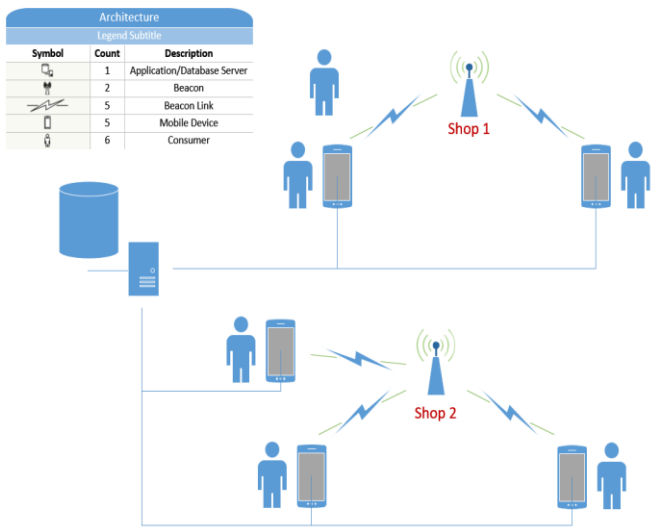 Architecture
Legend Subtitle
Symbol Count Description
1 Application/Database Server
2 Beacon
5 Beacon Link
5 Mobile Device
6 Consumer
Shop 1
Shop 2